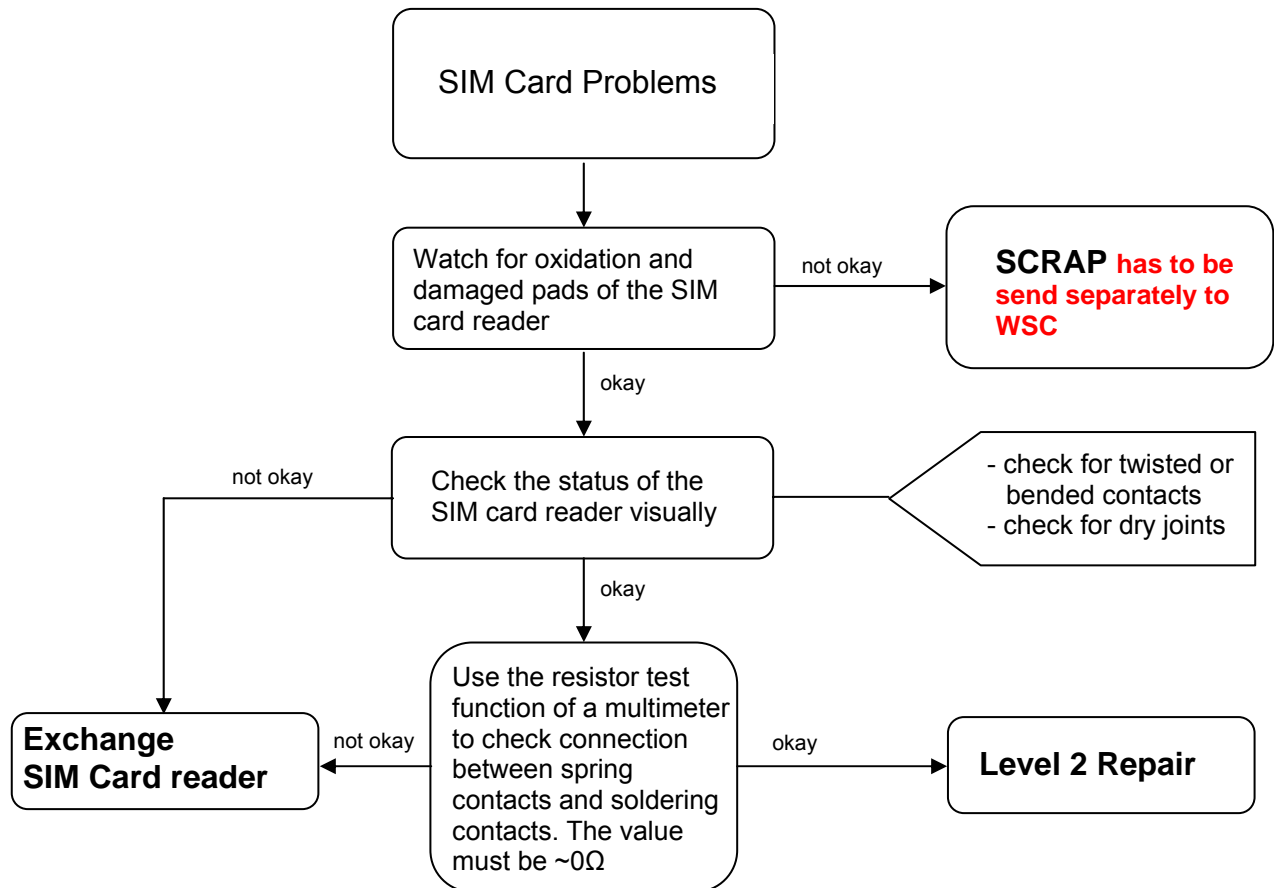 SIM Card Problems
Watch for oxidation and
damaged pads of the SIM
card reader
not okay
SCRAP has to be
send separately to
WSC
okay
not okay
Check the status of the
SIM card reader visually
- check for twisted or
bended contacts
- check for dry joints
okay
Exchange
SIM Card reader
not okay
Use the resistor test
function of a multimeter
to check connection
between spring
contacts and soldering
contacts. The value
must be ~0Ω
okay
Level 2 Repair